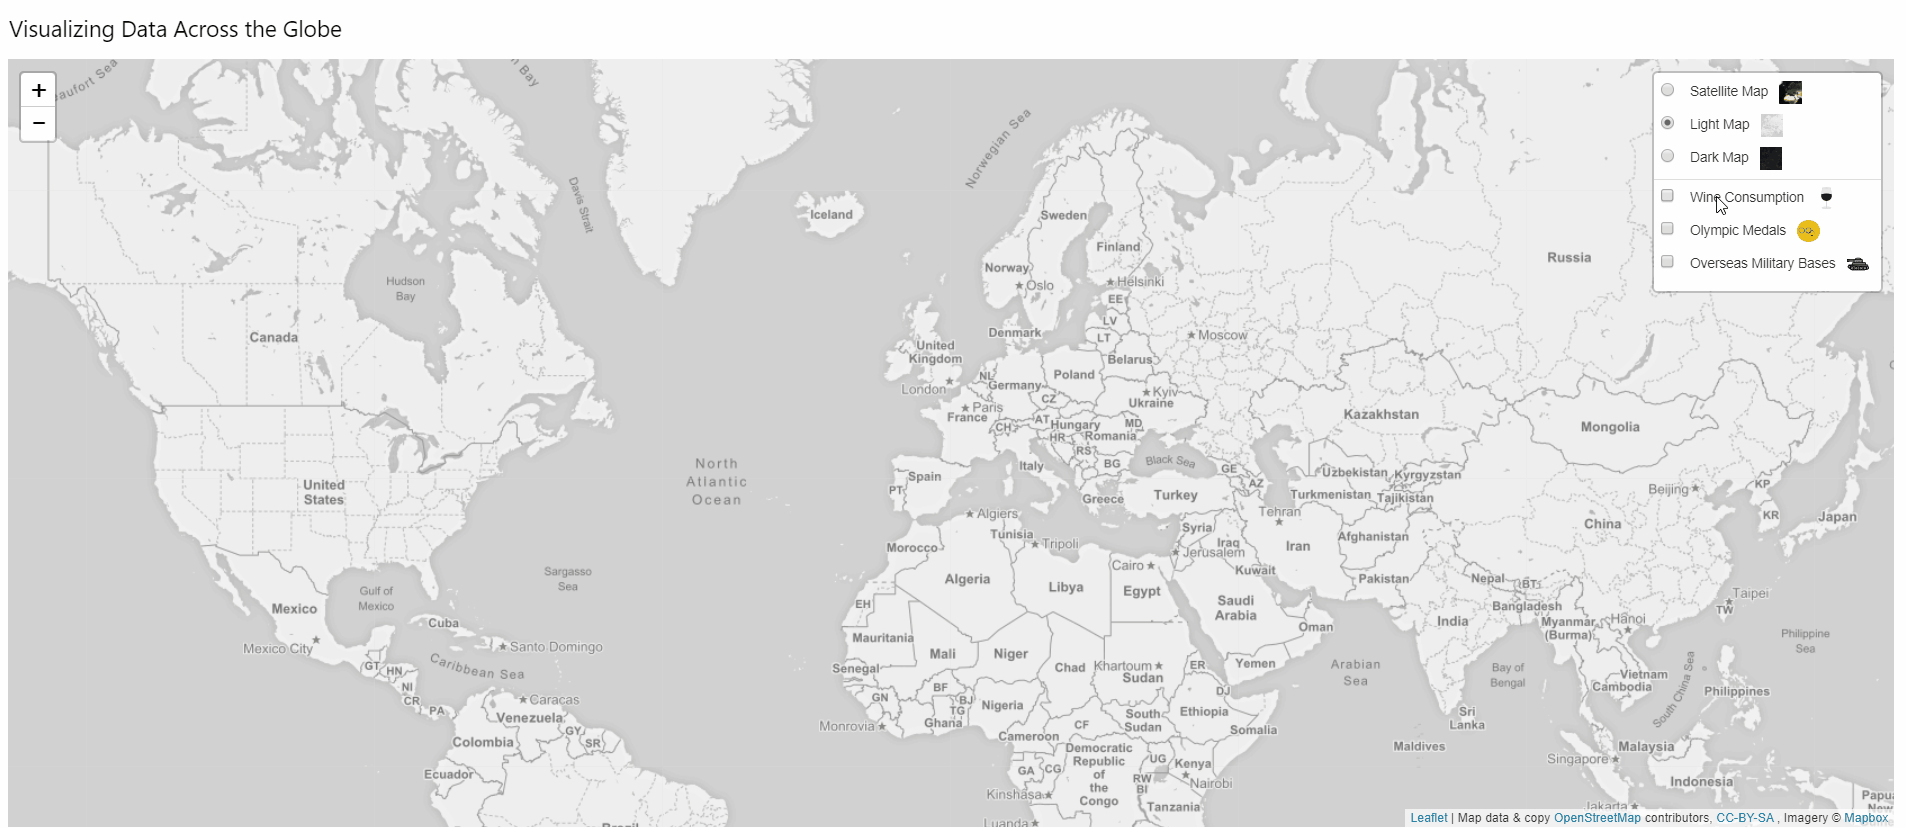 Visualizing Data Across the Globe
+
−
Satellite Map
Light Map
Dark Map
Wine Consumption
Olympic Medals
Overseas Military Bases
aufort Sea
Bay
Davis Strait
Norwegian Sea
Iceland
Sweden
Finland
Norway
Oslo
Helsinki
Russia
Hudson
Bay
EE
LV
LT
Denmark
Moscow
Canada
United
Kingdom
Belarus
London
NL
Germany
Poland
CZ
Kyiv
Ukraine
Paris
France
Kazakhstan
Mongolia
CH
AT
Hungary
MD
HR
Romania
RS
BG
Black Sea
Italy
GE
AZ
Uzbekistan
Kyrgyzstan
North
Atlantic
Ocean
Spain
PT
Greece
Turkey
Turkmenistan
Tajikistan
Beijing
KP
KR
Japan
United
States
Algiers
Tunisia
Tripoli
Syria
Tehran
China
Morocco
Iraq
Jerusalem
Iran
Afghanistan
Cairo
Kuwait
Sargasso
Sea
Algeria
Libya
Egypt
Pakistan
Nepal
BT
Gulf of
Mexico
Mexico
EH
Saudi
Arabia
Bangladesh
Taipei
TW
Cuba
Oman
India
Myanmar
(Burma)
Hanoi
Mexico City
Santo Domingo
Mauritania
Mali
Niger
Philippine
Sea
GT
HN
Caribbean Sea
Senegal
Chad
Khartoum
Sudan
ER
Yemen
Arabian
Sea
Bay of
Bengal
Vietnam
Cambodia
South China Sea
Philippines
NI
CR
PA
Caracas
GN
BF
BJ
TG
Nigeria
DJ
Venezuela
Monrovia
Ghana
CF
South
Sudan
Ethiopia
Somalia
Sri
Lanka
Colombia
GY
SR
Cameroon
Maldives
Malaysia
Singapore
Ecuador
GA
CG
Democratic
Republic
of
the
Congo
UG
Kenya
RW
BI
Nairobi
Indonesia
Kinshasa
Tanzania
Jakarta
Papua
New
Luanda
Brazil
Leaflet | Map data & copy OpenStreetMap contributors, CC-BY-SA , Imagery © Mapbox